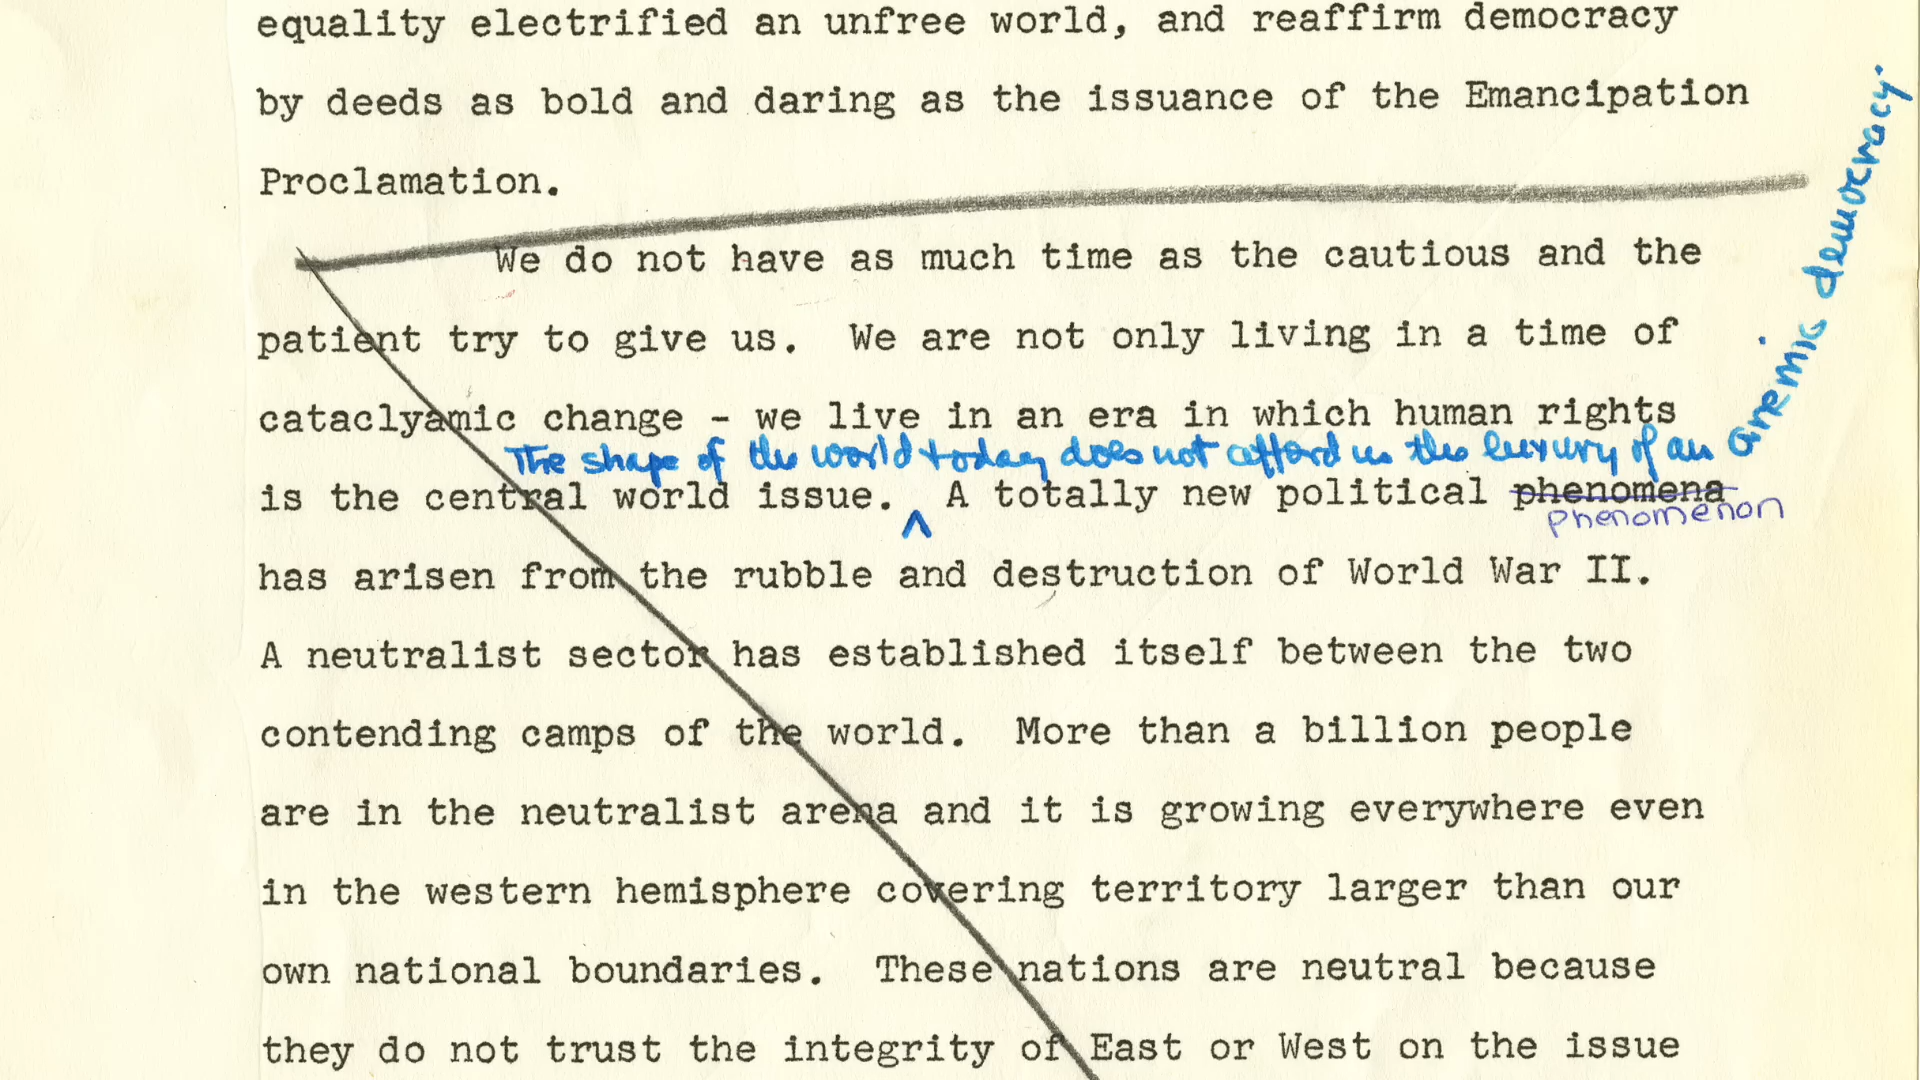 equality electrified an unfree world, and reaffirm democracy
by deeds as bold and daring as the issuance of the Emancipation
Proclamation.
We do not have as much time as the cautious and the
patient try to give us. We are not only living in a time of
cataclyamic change - we live in an era in which human rights
The shape of the world today does not afford us the luxury of an anemic democracy.
is the central world issue. ^ A totally new political phenomena
phenomenon
has arisen from the rubble and destruction of World War II.
A neutralist sector has established itself between the two
contending camps of the world. More than a billion people
are in the neutralist arena and it is growing everywhere even
in the western hemisphere covering territory larger than our
own national boundaries. These nations are neutral because
they do not trust the integrity of East or West on the issue